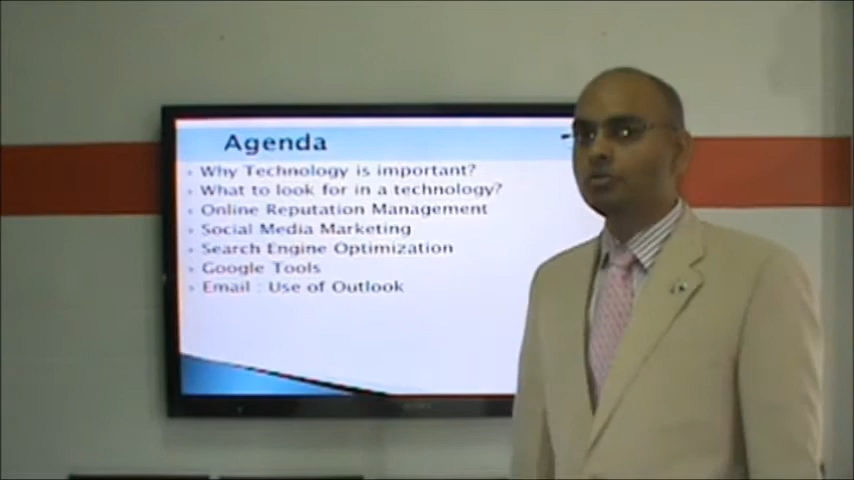 Agenda
Why Technology is important?
What to look for in a technology?
Online Reputation Management
Social Media Marketing
Search Engine Optimization
Google Tools
Email : Use of Outlook